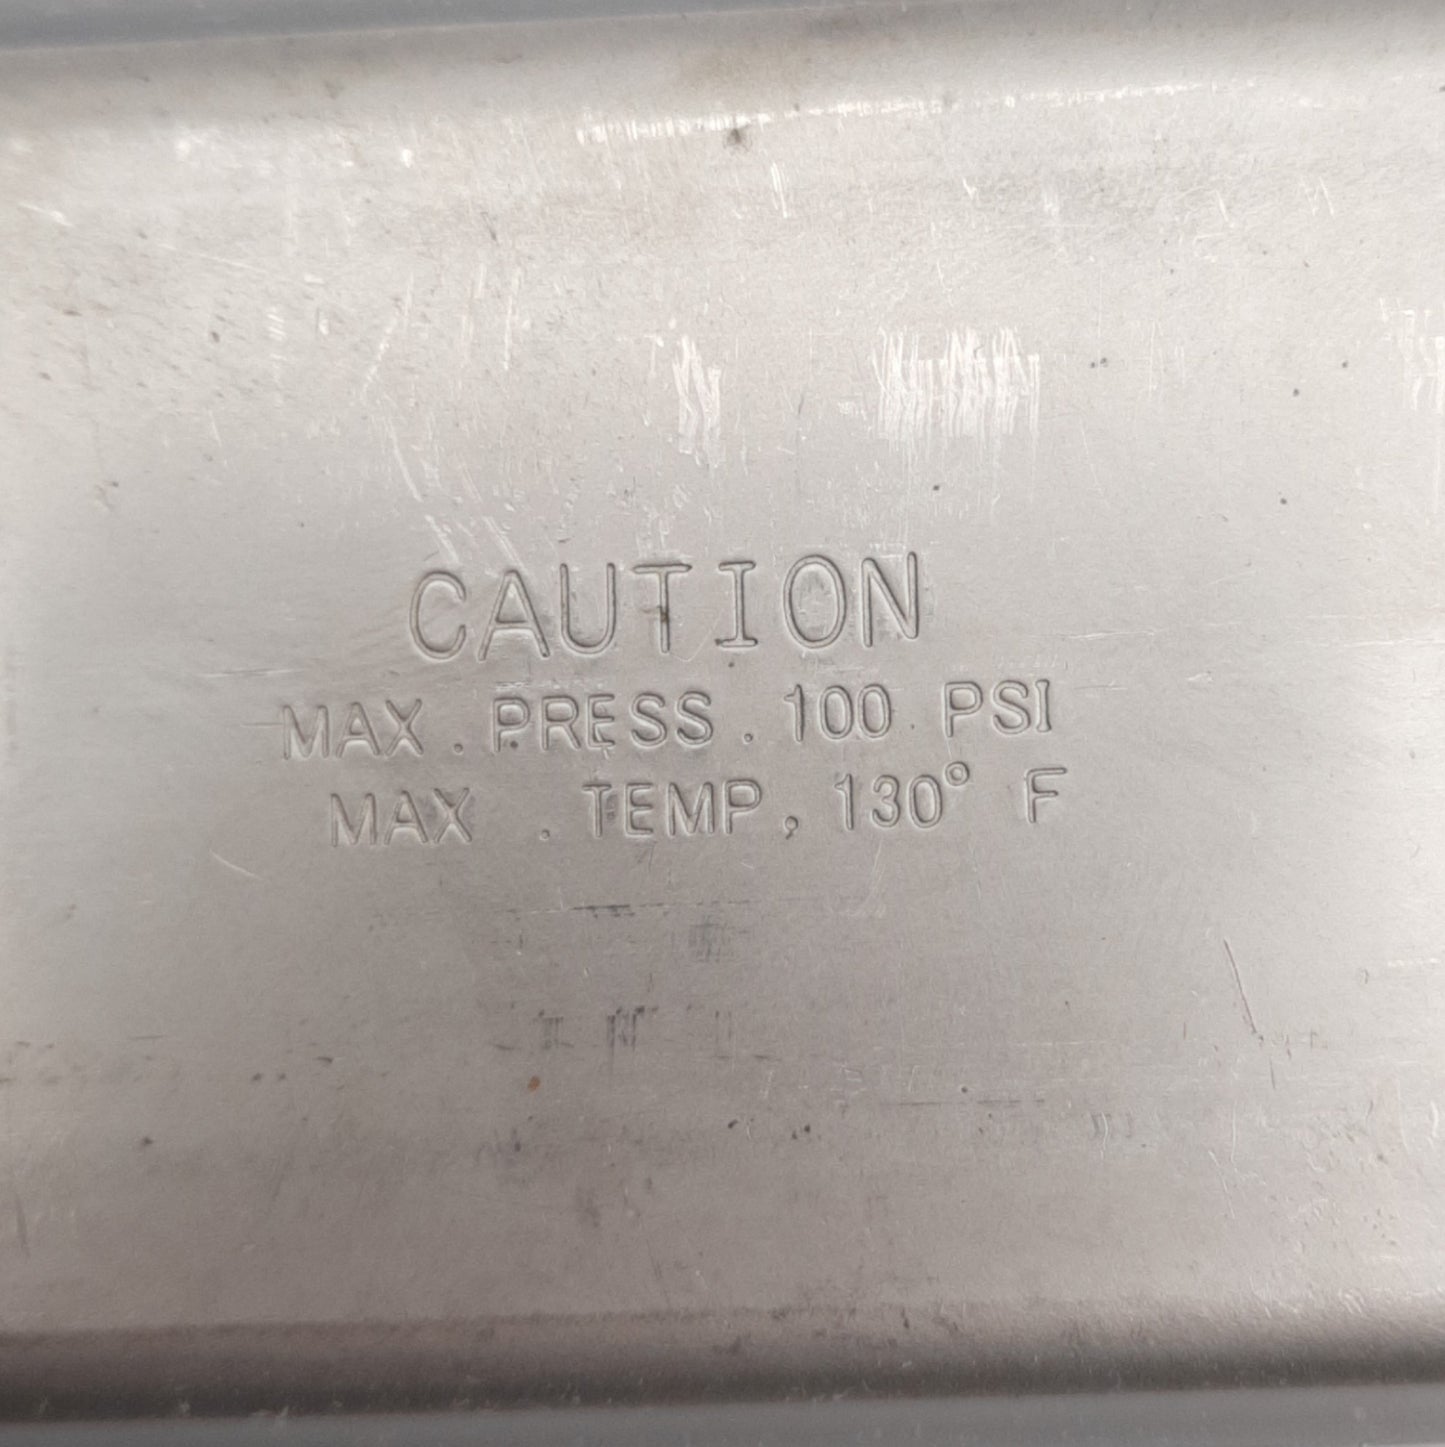 CAUTION
MAX. PRESS. 100 PSI
MAX. TEMP. 130° F